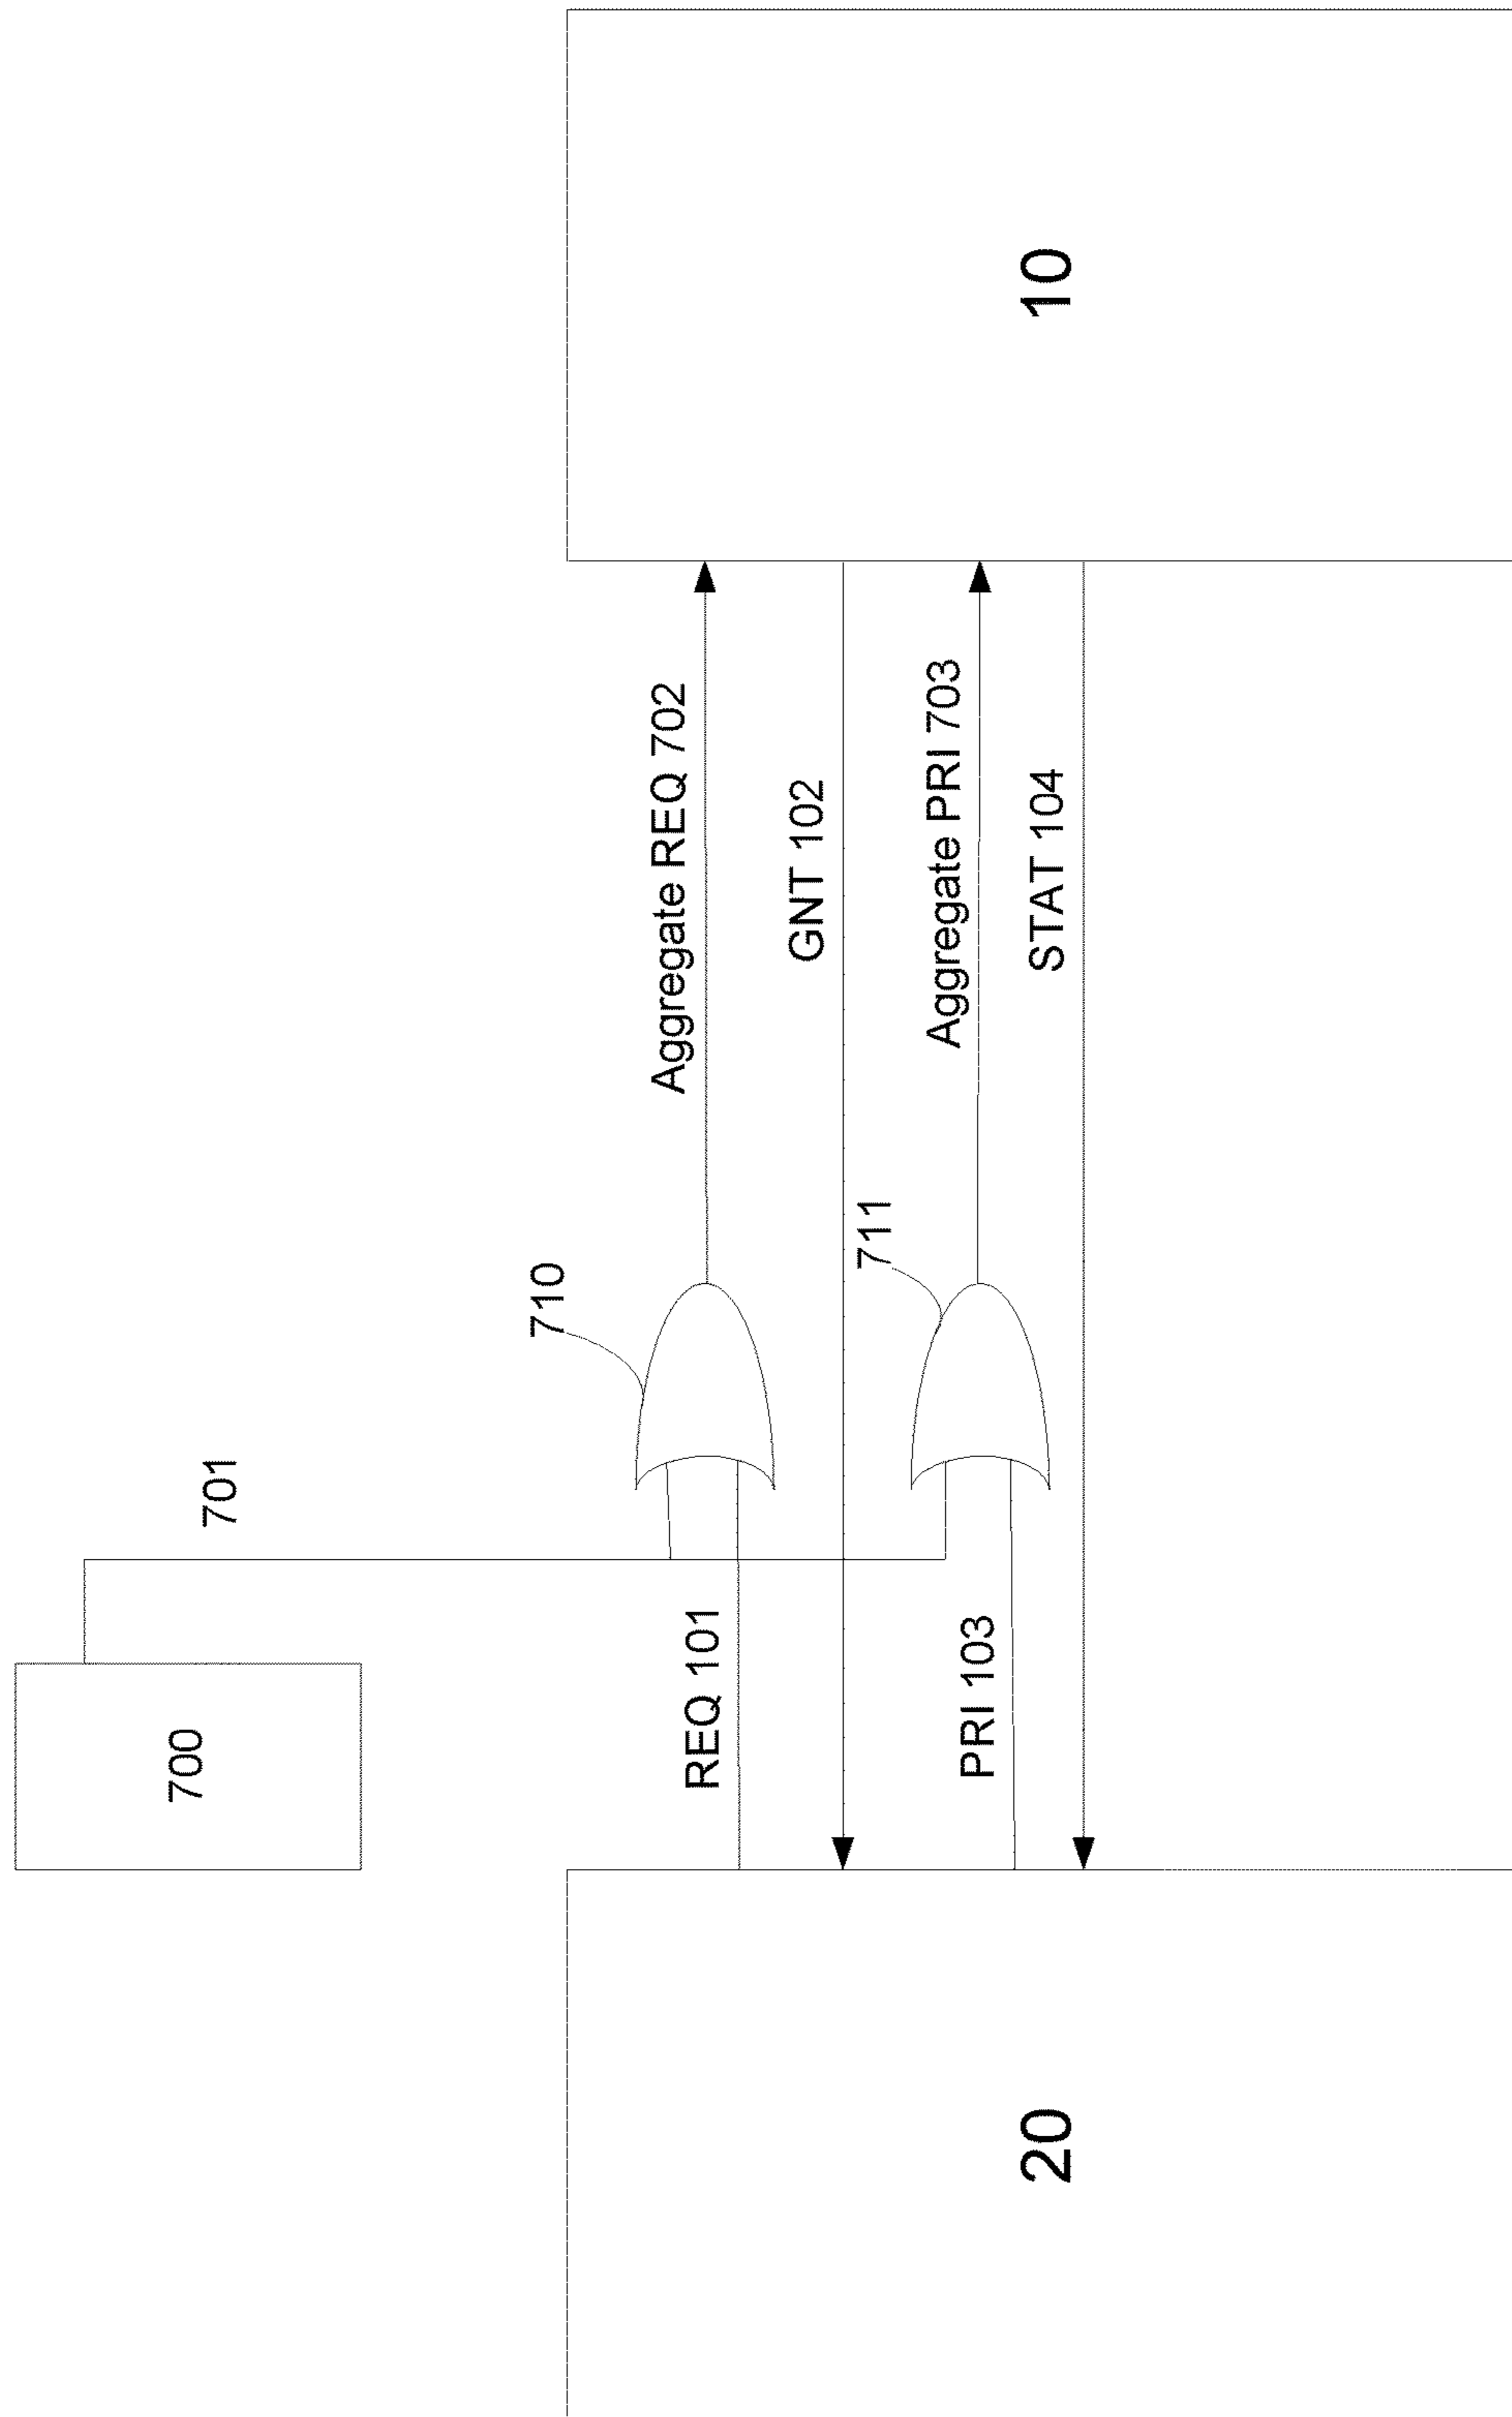 700
701
710
Aggregate REQ 702
REQ 101
GNT 102
711
Aggregate PRI 703
PRI 103
STAT 104
20
10